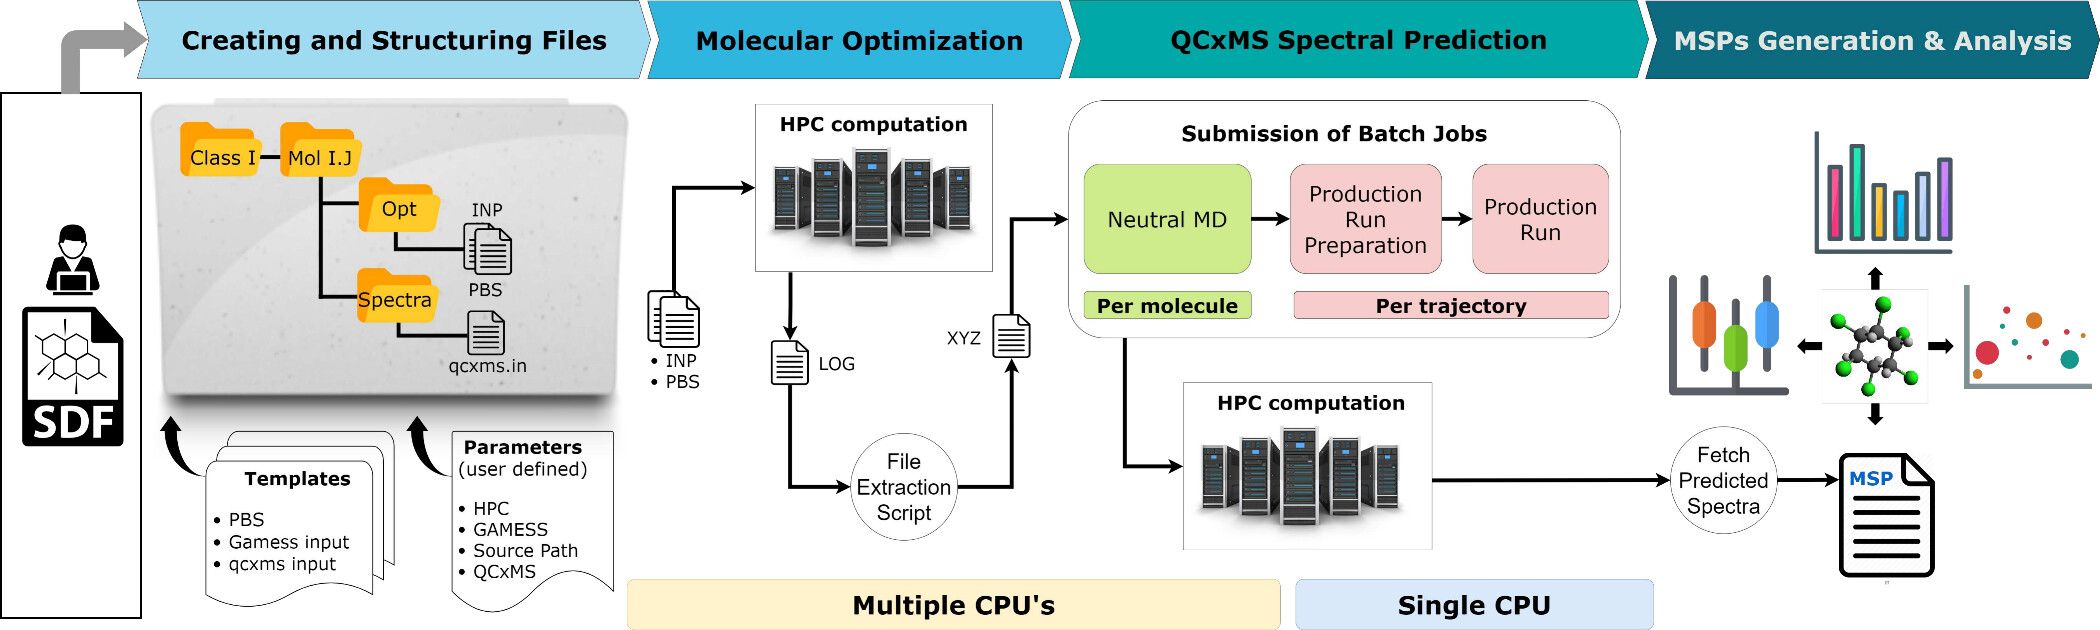 Creating and Structuring Files
Molecular Optimization
QCxMS Spectral Prediction
MSPs Generation & Analysis
SDF
Class I
Mol I.J
Opt
INP
PBS
Spectra
qcxms.in
Templates
• PBS
• Gamess input
• qcxms input
Parameters
(user defined)
• HPC
• GAMESS
• Source Path
• QCxMS
HPC computation
• INP
• PBS
LOG
File
Extraction
Script
XYZ
Submission of Batch Jobs
Neutral MD
Production
Run
Preparation
Production
Run
Per molecule
Per trajectory
HPC computation
Fetch
Predicted
Spectra
MSP
Multiple CPU's
Single CPU